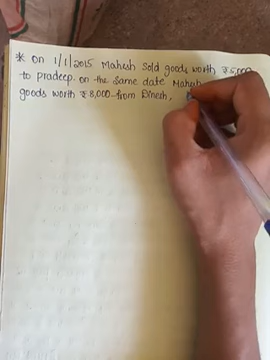 * On 1/1/2015 Mahesh sold goods worth ₹5,000
to pradeep. on the same date Mahesh
goods worth ₹8,000 from Dinesh.